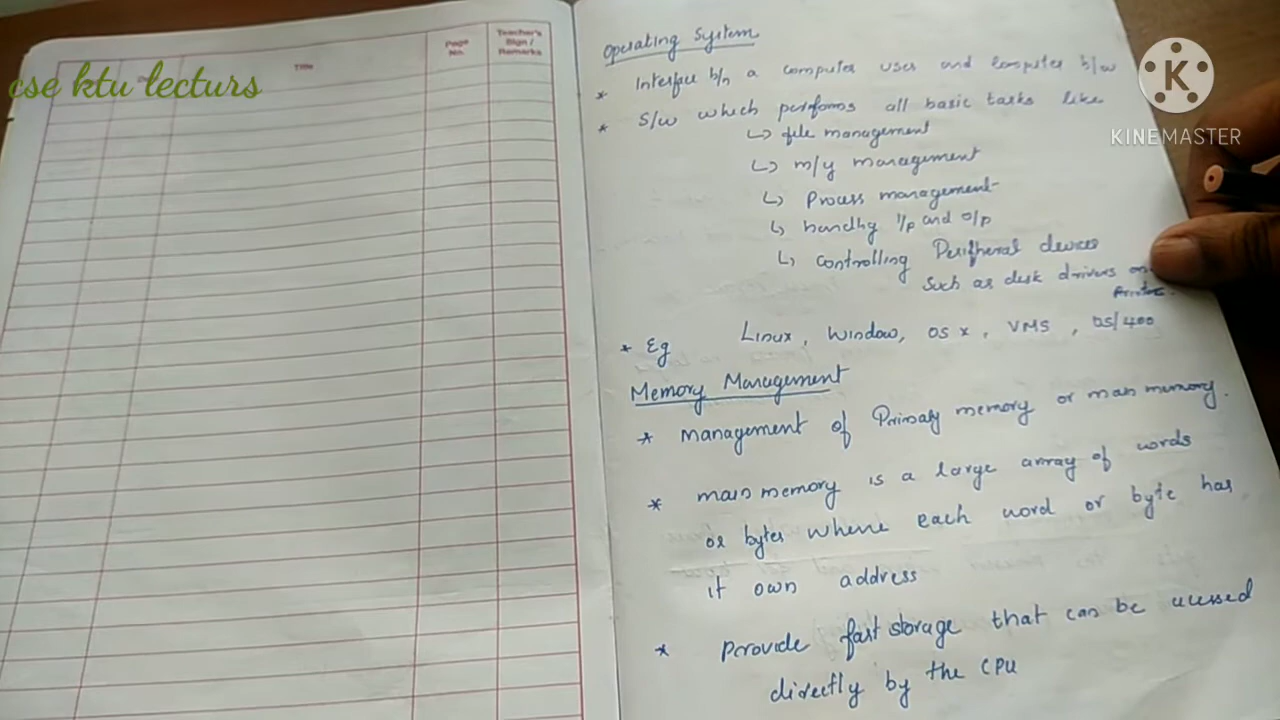 cse ktu lecturs
Title
Page No.
Teacher's Sign / Remarks
KINEMASTER
Operating System
* Interface b/n a computer user and computer h/w
* S/w which performs all basic tasks like
↳ file management
↳ m/y management
↳ Process management
↳ handling i/p and o/p
↳ controlling Peripheral devices
such as disk drivers
Printer.
* Eg Linux, Window, OS x, VMS, OS/400
Memory Management
* Management of Primary memory or main memory.
* main memory is a large array of words
or bytes where each word or byte has
it own address
* Provide fast storage that can be accessed
directly by the CPU